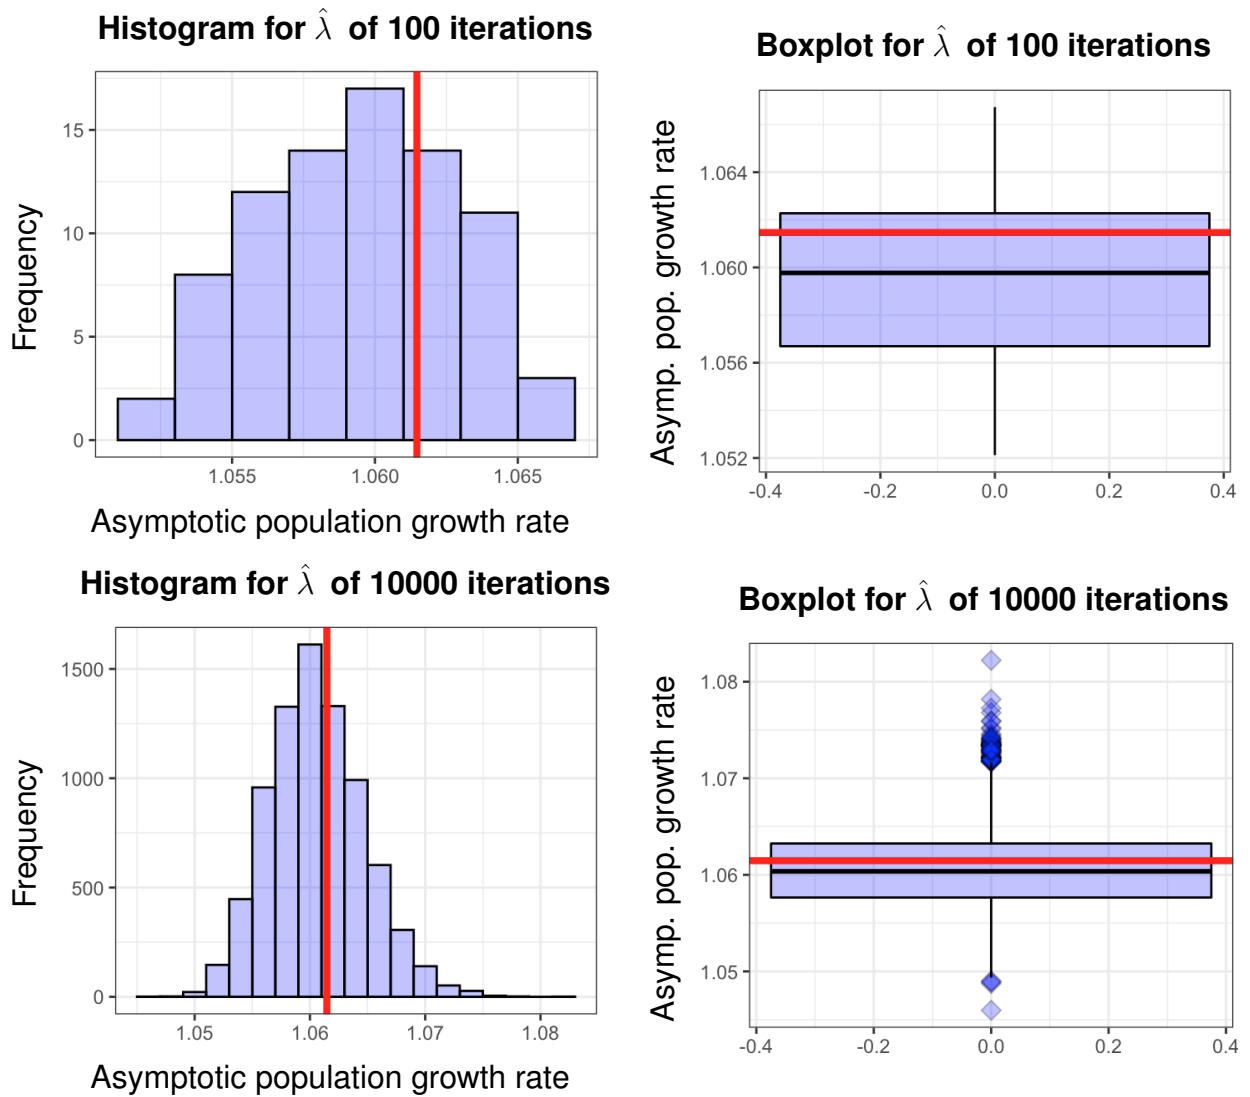 Histogram for λ̂ of 100 iterations
Frequency
15
10
5
0
1.055 1.060 1.065
Asymptotic population growth rate
Boxplot for λ̂ of 100 iterations
Asymp. pop. growth rate
1.064
1.060
1.056
1.052
-0.4 -0.2 0.0 0.2 0.4
Histogram for λ̂ of 10000 iterations
Frequency
1500
1000
500
0
1.05 1.06 1.07 1.08
Asymptotic population growth rate
Boxplot for λ̂ of 10000 iterations
Asymp. pop. growth rate
1.08
1.07
1.06
1.05
-0.4 -0.2 0.0 0.2 0.4